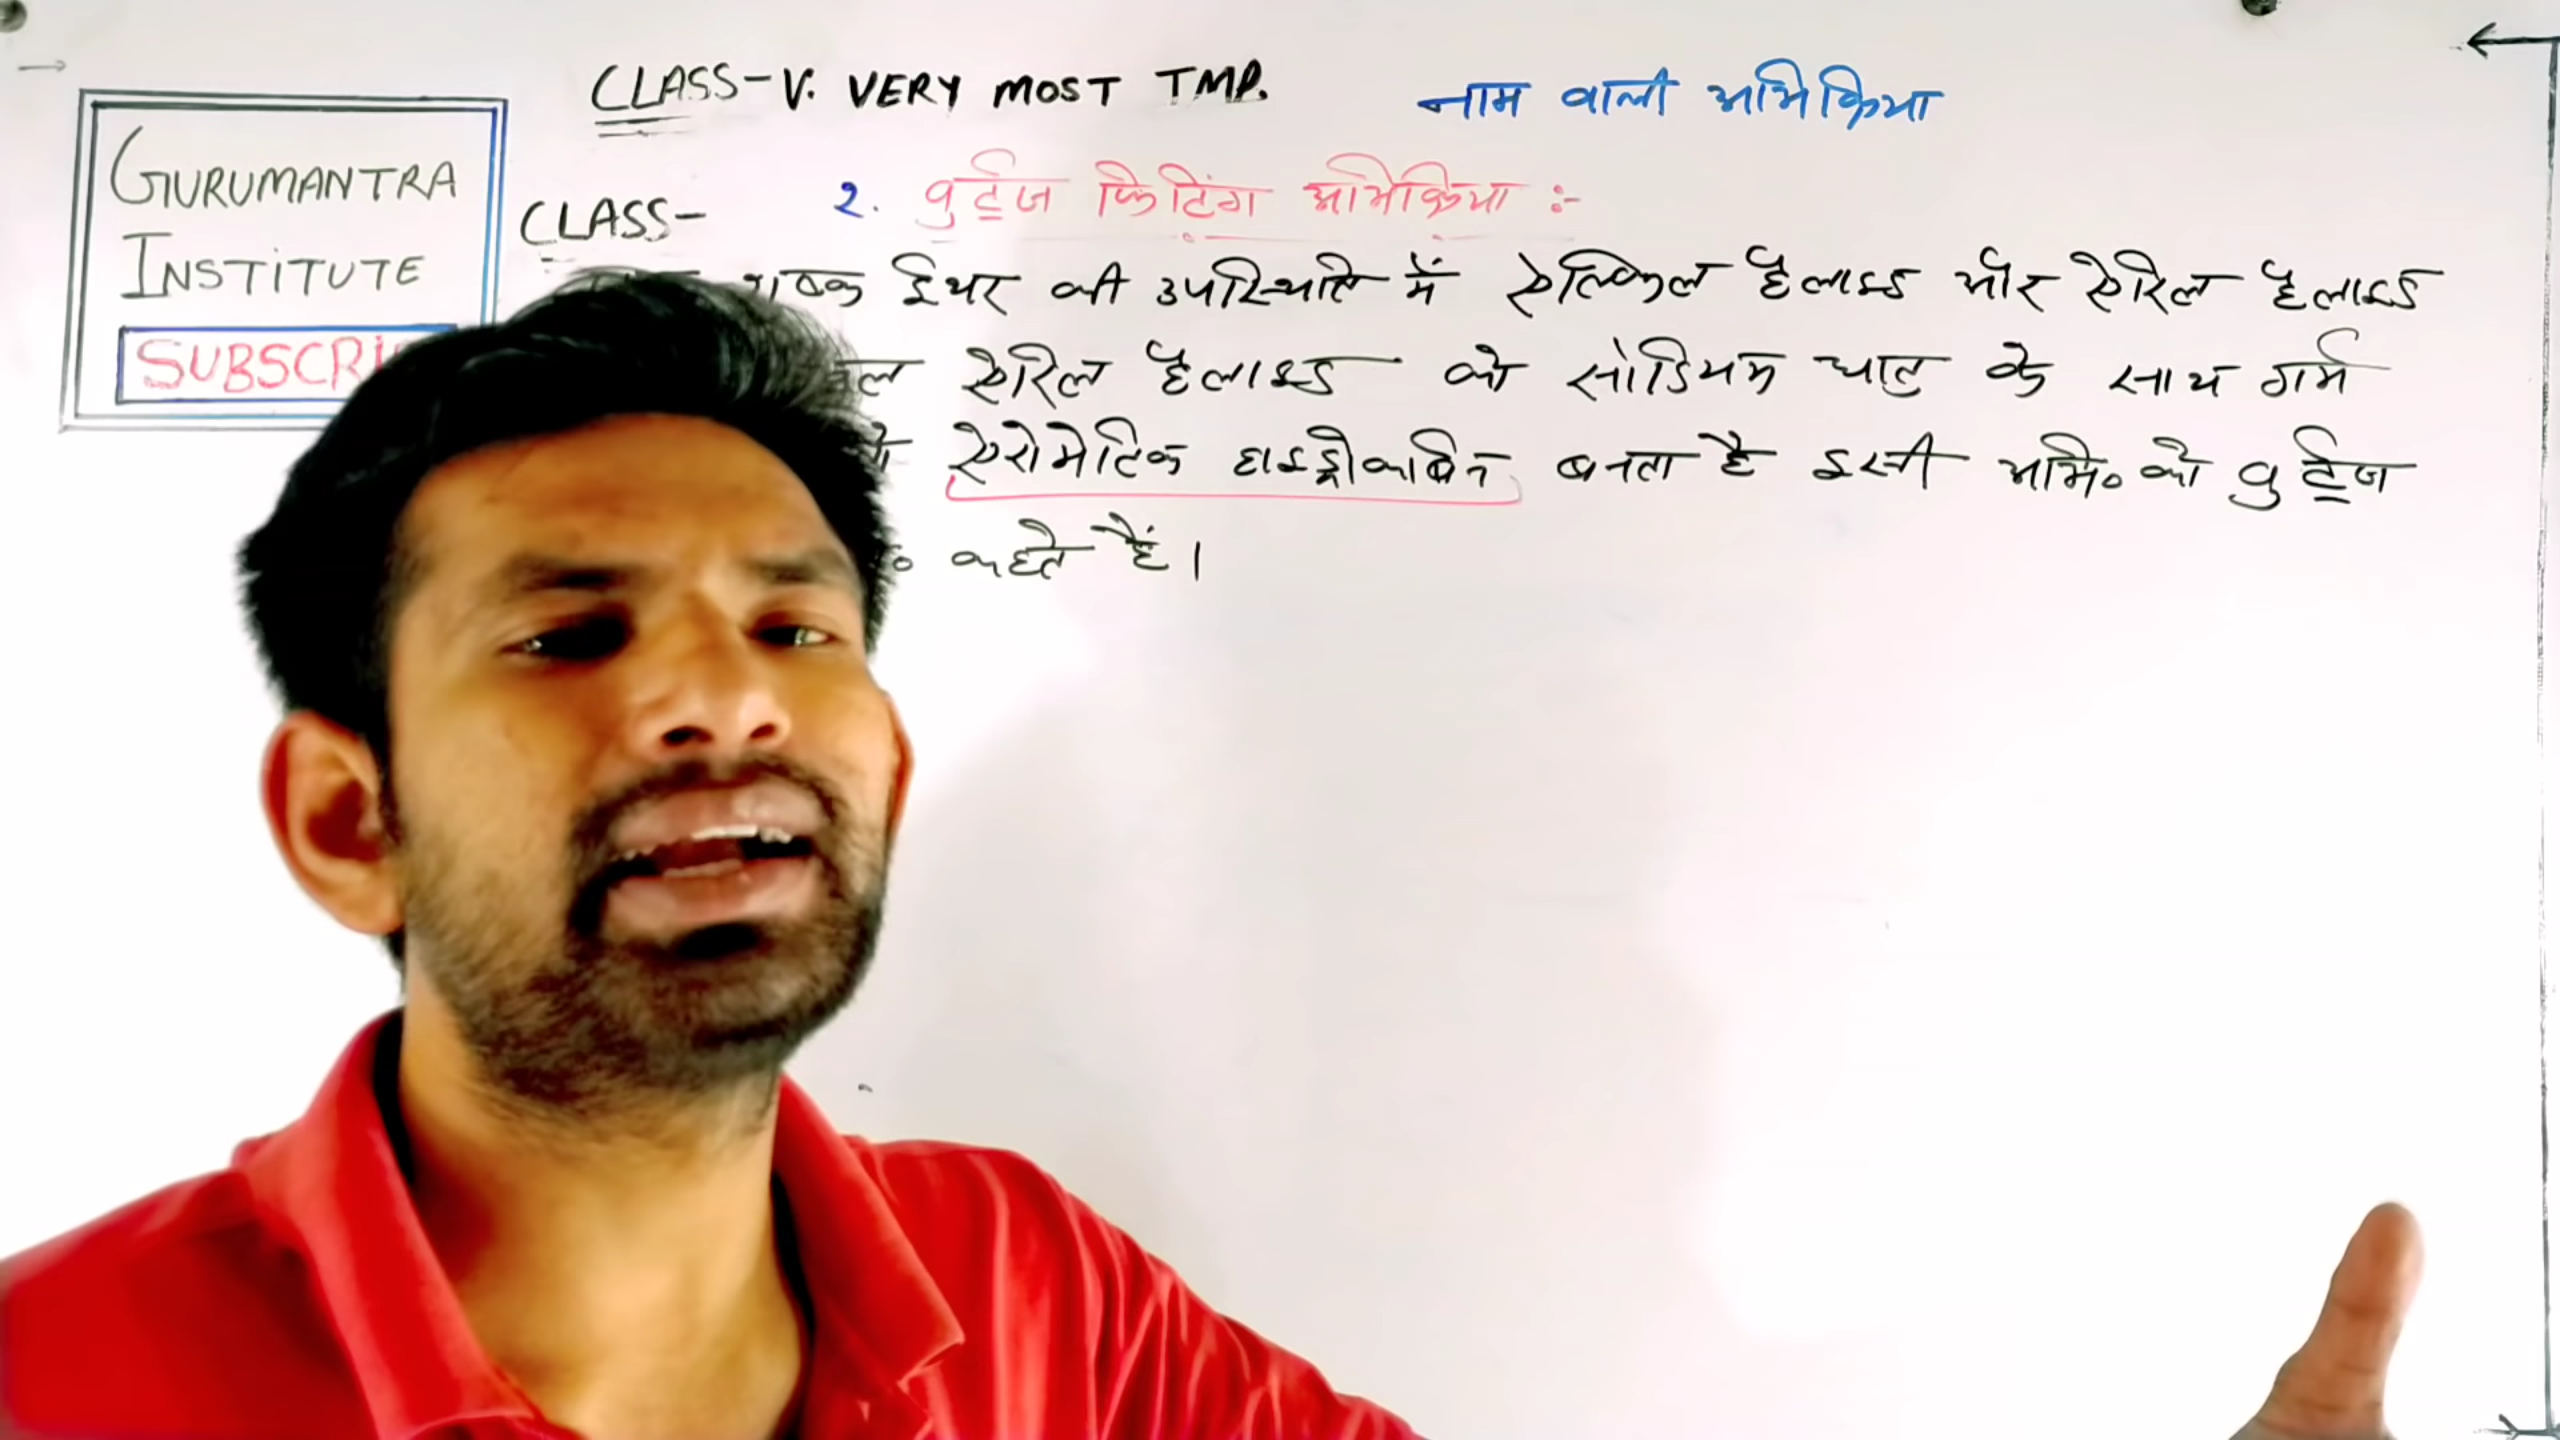 CLASS-V. VERY MOST IMP. नाम वाली अभिक्रिया
GURUMANTRA
INSTITUTE
SUBSCRI
CLASS-
2. वुर्ट्ज फिटिंग अभिक्रिया :-
शुष्क ईथर की उपस्थिति में ऐल्किल हैलाइड और ऐरिल हैलाइड
ऐरिल हैलाइड को सोडियम धातु के साथ गर्म
ऐरोमेटिक हाइड्रोकार्बन बनता है इसी अभि० को वुर्ट्ज
कहते हैं।